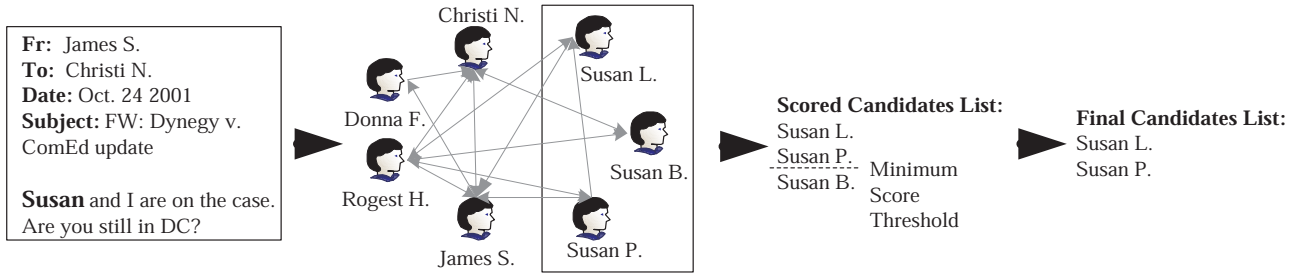 Fr: James S.
To: Christi N.
Date: Oct. 24 2001
Subject: FW: Dynegy v.
ComEd update
Susan and I are on the case.
Are you still in DC?
Christi N.
Susan L.
Donna F.
Susan B.
Rogest H.
Susan P.
James S.
Scored Candidates List:
Susan L.
Susan P.
Susan B.
Minimum
Score
Threshold
Final Candidates List:
Susan L.
Susan P.